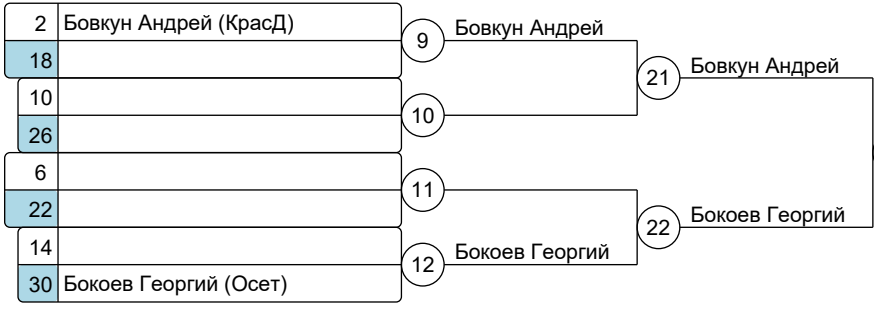 2 Бовкун Андрей (КрасД)
18
10
26
6
22
14
30 Бокоев Георгий (Осет)
9 Бовкун Андрей
10
11
12 Бокоев Георгий
21 Бовкун Андрей
22 Бокоев Георгий